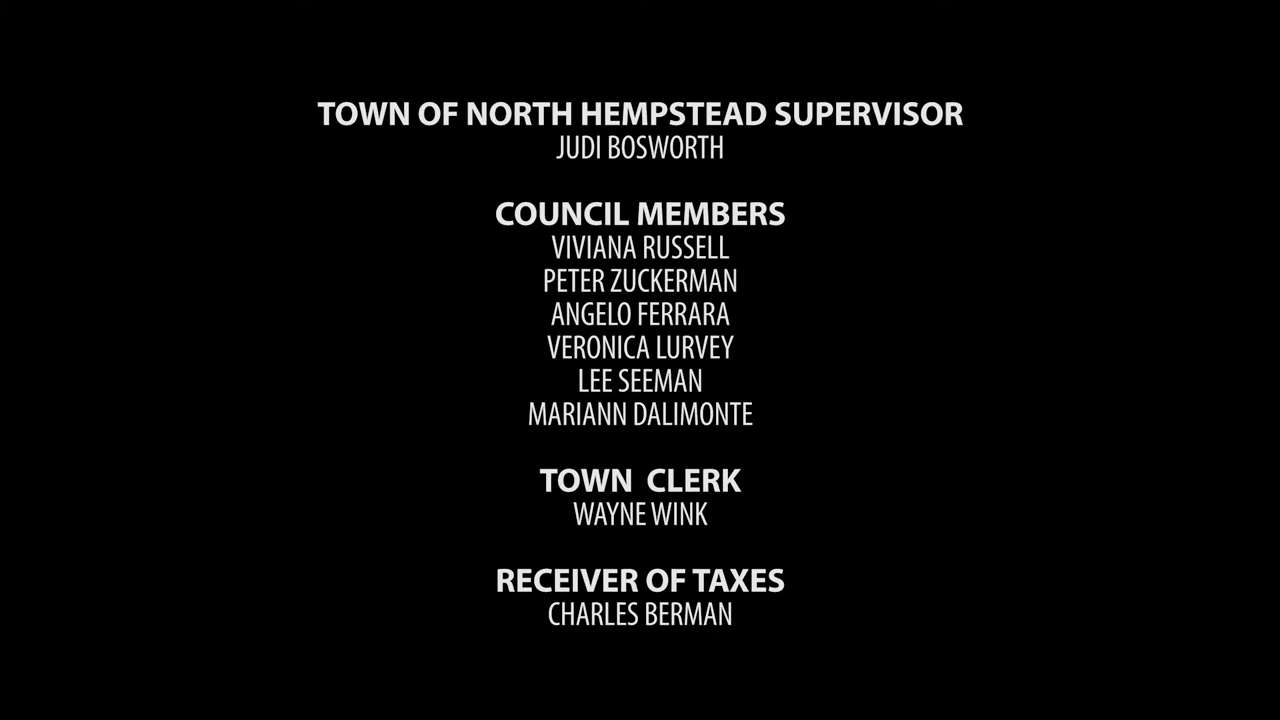 TOWN OF NORTH HEMPSTEAD SUPERVISOR
JUDI BOSWORTH
COUNCIL MEMBERS
VIVIANA RUSSELL
PETER ZUCKERMAN
ANGELO FERRARA
VERONICA LURVEY
LEE SEEMAN
MARIANN DALIMONTE
TOWN  CLERK
WAYNE WINK
RECEIVER OF TAXES
CHARLES BERMAN